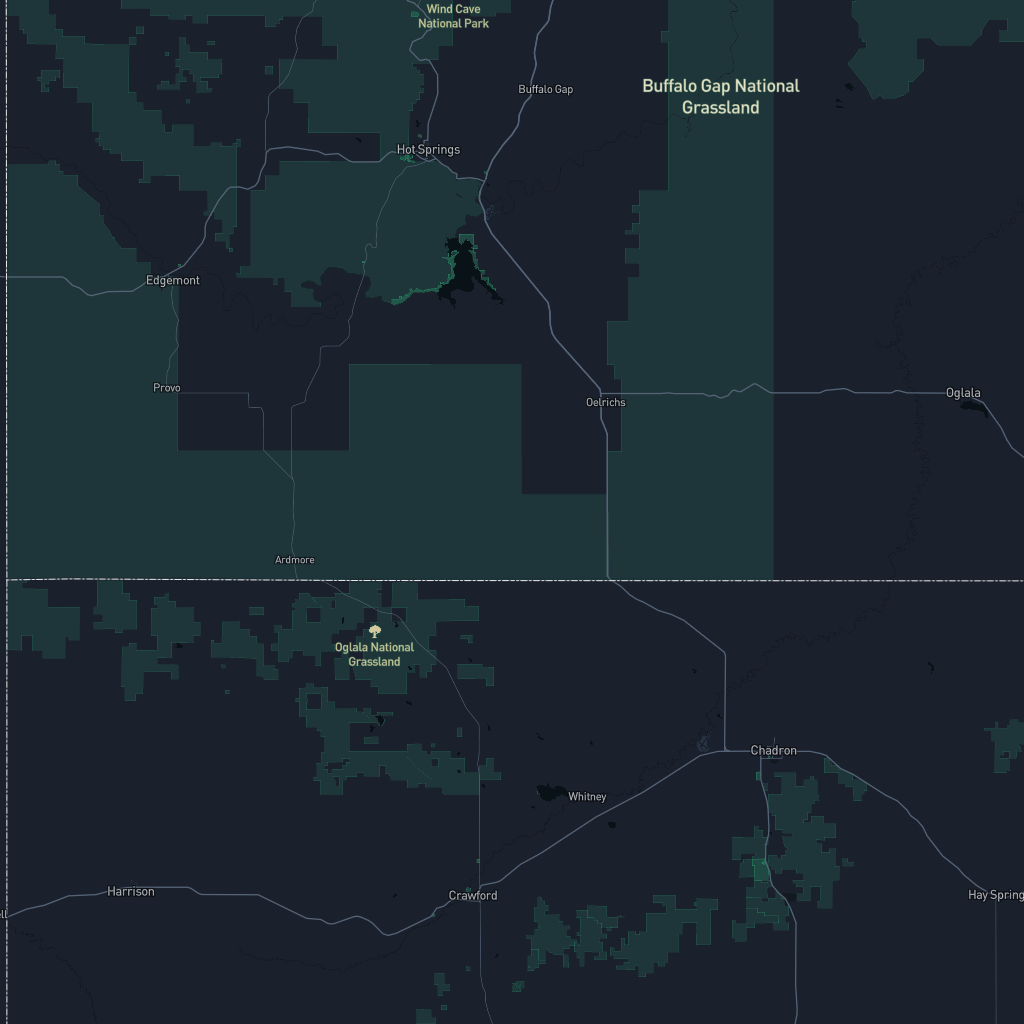 Wind Cave
National Park
Buffalo Gap National
Grassland
Buffalo Gap
Hot Springs
Edgemont
Provo
Oelrichs
Oglala
Ardmore
Oglala National
Grassland
Chadron
Whitney
Harrison
Crawford
Hay Spring
ll